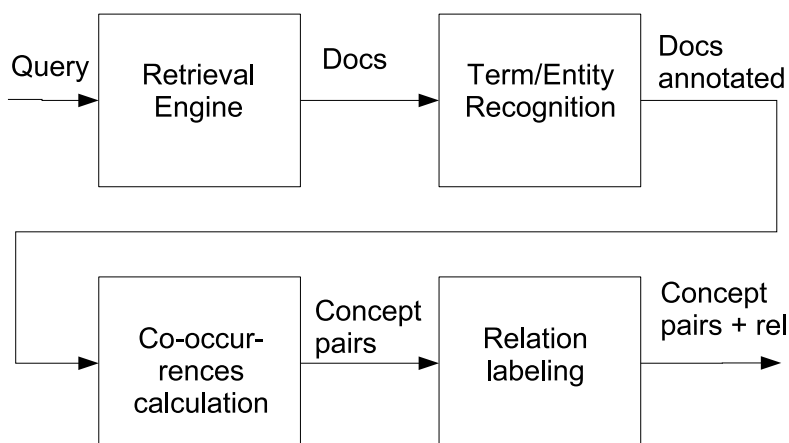 Query
Retrieval
Engine
Docs
Term/Entity
Recognition
Docs
annotated
Co-occur-
rences
calculation
Concept
pairs
Relation
labeling
Concept
pairs + rel